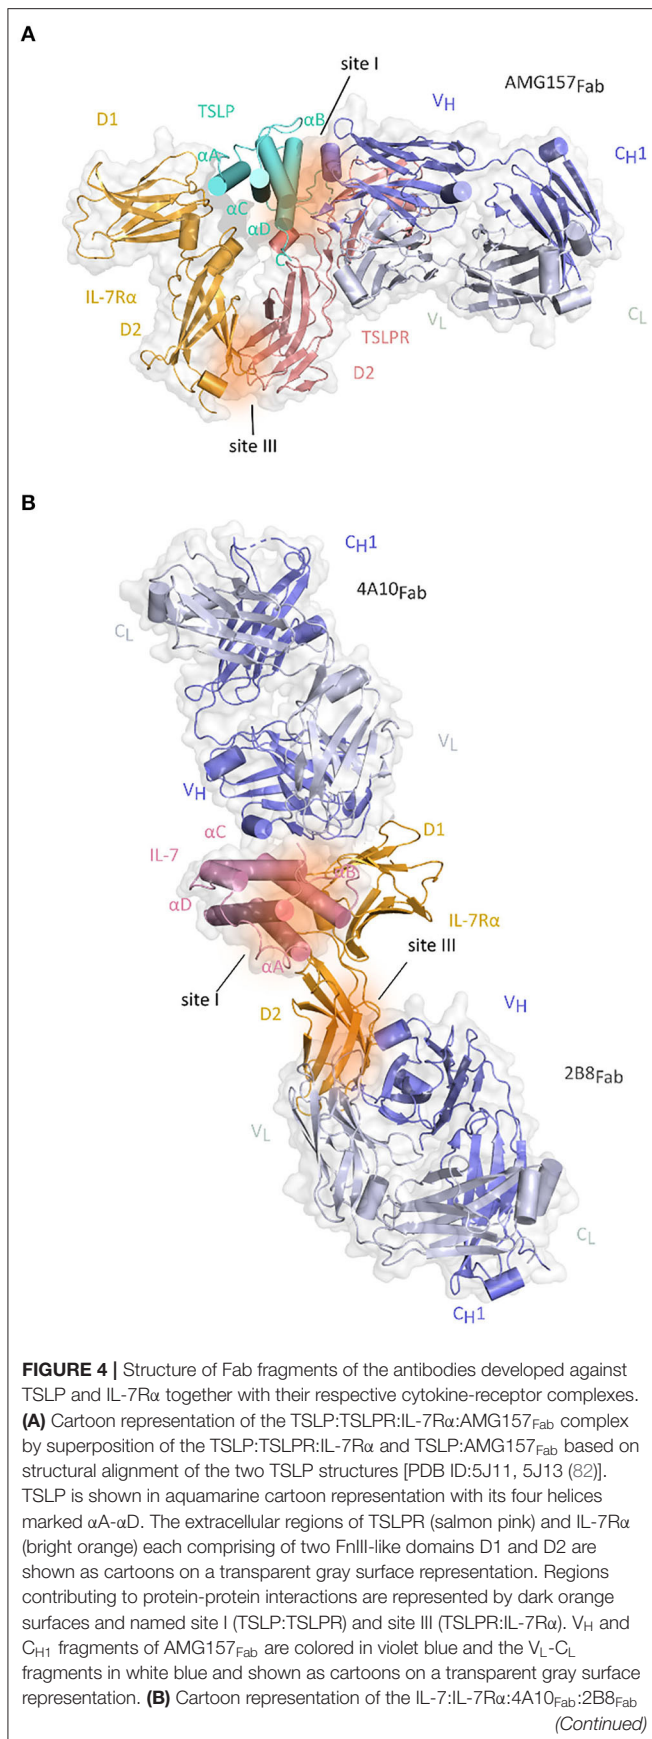 A
site I
AMG157Fab
VH
TSLP
αB
D1
CH1
αA
αC
αD
C
IL-7Rα
D2
TSLPR
VL
CL
D2
site III
B
CH1
4A10Fab
CL
VL
VH
αC
D1
IL-7
αB
αD
IL-7Rα
site III
αA
site I
D2
VH
2B8Fab
VL
CL
CH1
FIGURE 4 | Structure of Fab fragments of the antibodies developed against
TSLP and IL-7Rα together with their respective cytokine-receptor complexes.
(A) Cartoon representation of the TSLP:TSLPR:IL-7Rα:AMG157Fab complex
by superposition of the TSLP:TSLPR:IL-7Rα and TSLP:AMG157Fab based on
structural alignment of the two TSLP structures [PDB ID:5J11, 5J13 (82)].
TSLP is shown in aquamarine cartoon representation with its four helices
marked αA-αD. The extracellular regions of TSLPR (salmon pink) and IL-7Rα
(bright orange) each comprising of two FnIII-like domains D1 and D2 are
shown as cartoons on a transparent gray surface representation. Regions
contributing to protein-protein interactions are represented by dark orange
surfaces and named site I (TSLP:TSLPR) and site III (TSLPR:IL-7Rα). VH and
CH1 fragments of AMG157Fab are colored in violet blue and the VL-CL
fragments in white blue and shown as cartoons on a transparent gray surface
representation. (B) Cartoon representation of the IL-7:IL-7Rα:4A10Fab:2B8Fab
(Continued)